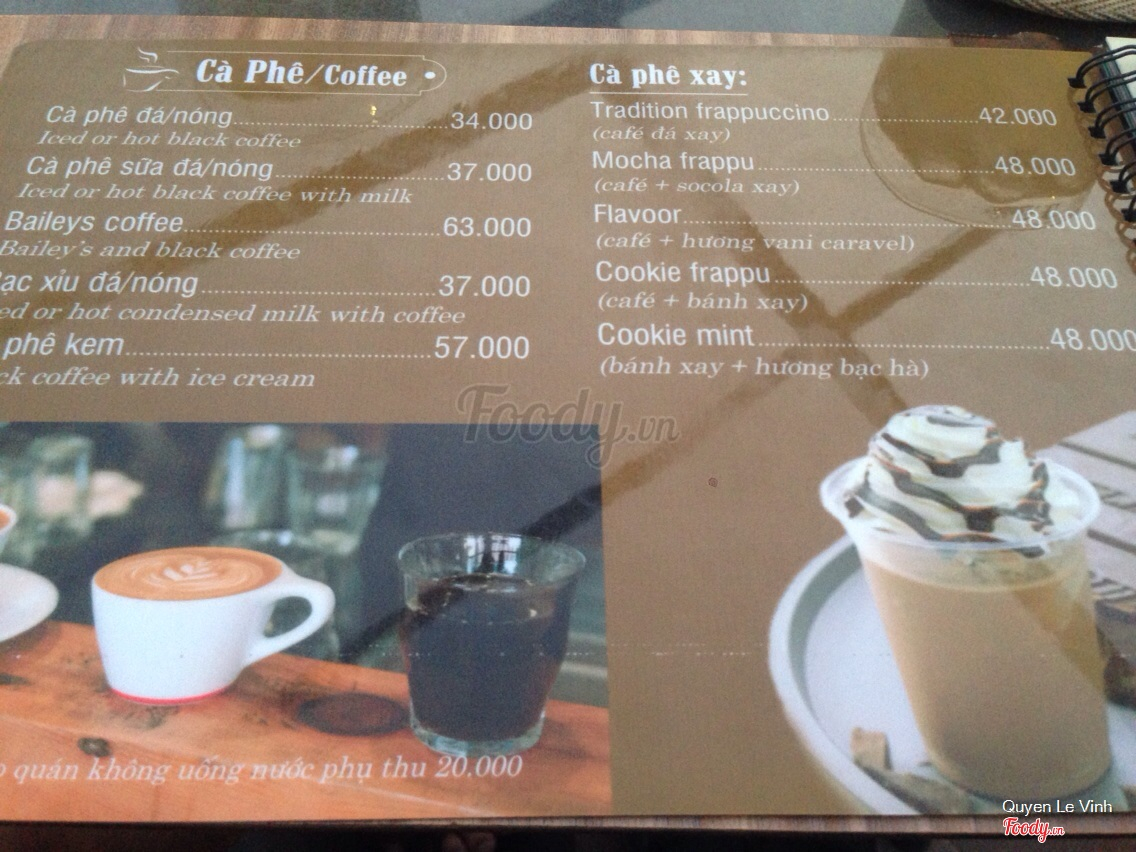 Cà Phê/Coffee
Cà phê đá/nóng 34.000
Iced or hot black coffee
Cà phê sữa đá/nóng 37.000
Iced or hot black coffee with milk
Baileys coffee 63.000
Bailey's and black coffee
ạc xỉu đá/nóng 37.000
ed or hot condensed milk with coffee 
phê kem 57.000
ck coffee with ice cream
Cà phê xay:
Tradition frappuccino 42.000
(café đá xay)
Mocha frappu 48.000
(café + socola xay)
Flavoor 48.000
(café + hương vani caravel)
Cookie frappu 48.000
(café + bánh xay)
Cookie mint 48.000
(bánh xay + hương bạc hà)
Foody.vn
quán không uống nước phụ thu 20.000
Quyen Le Vinh
Foody.vn